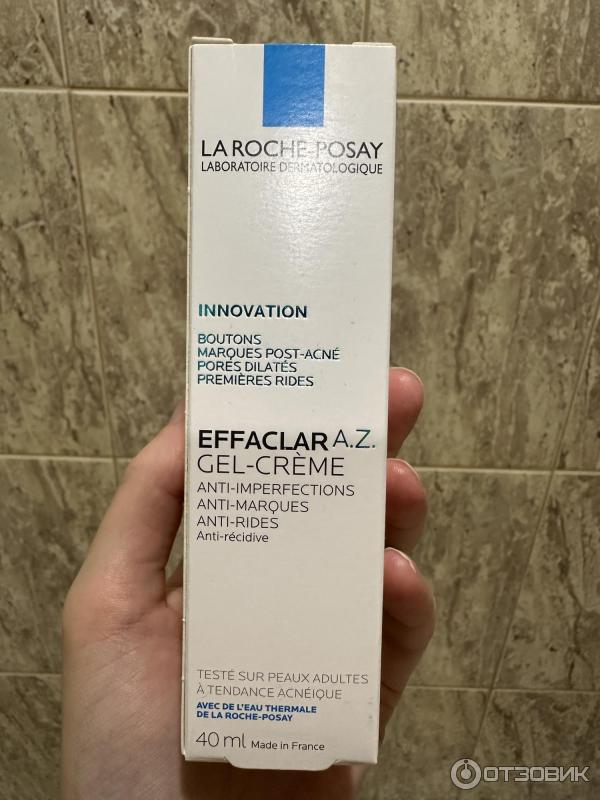 LA ROCHE-POSAY
LABORATOIRE DERMATOLOGIQUE
INNOVATION
BOUTONS
MARQUES POST-ACNÉ
PORES DILATÉS
PREMIÈRES RIDES
EFFACLAR A.Z.
GEL-CRÈME
ANTI-IMPERFECTIONS
ANTI-MARQUES
ANTI-RIDES
Anti-récidive
TESTÉ SUR PEAUX ADULTES
À TENDANCE ACNÉIQUE
AVEC DE L'EAU THERMALE
DE LA ROCHE-POSAY
40 ml Made in France
ОТЗОВИК